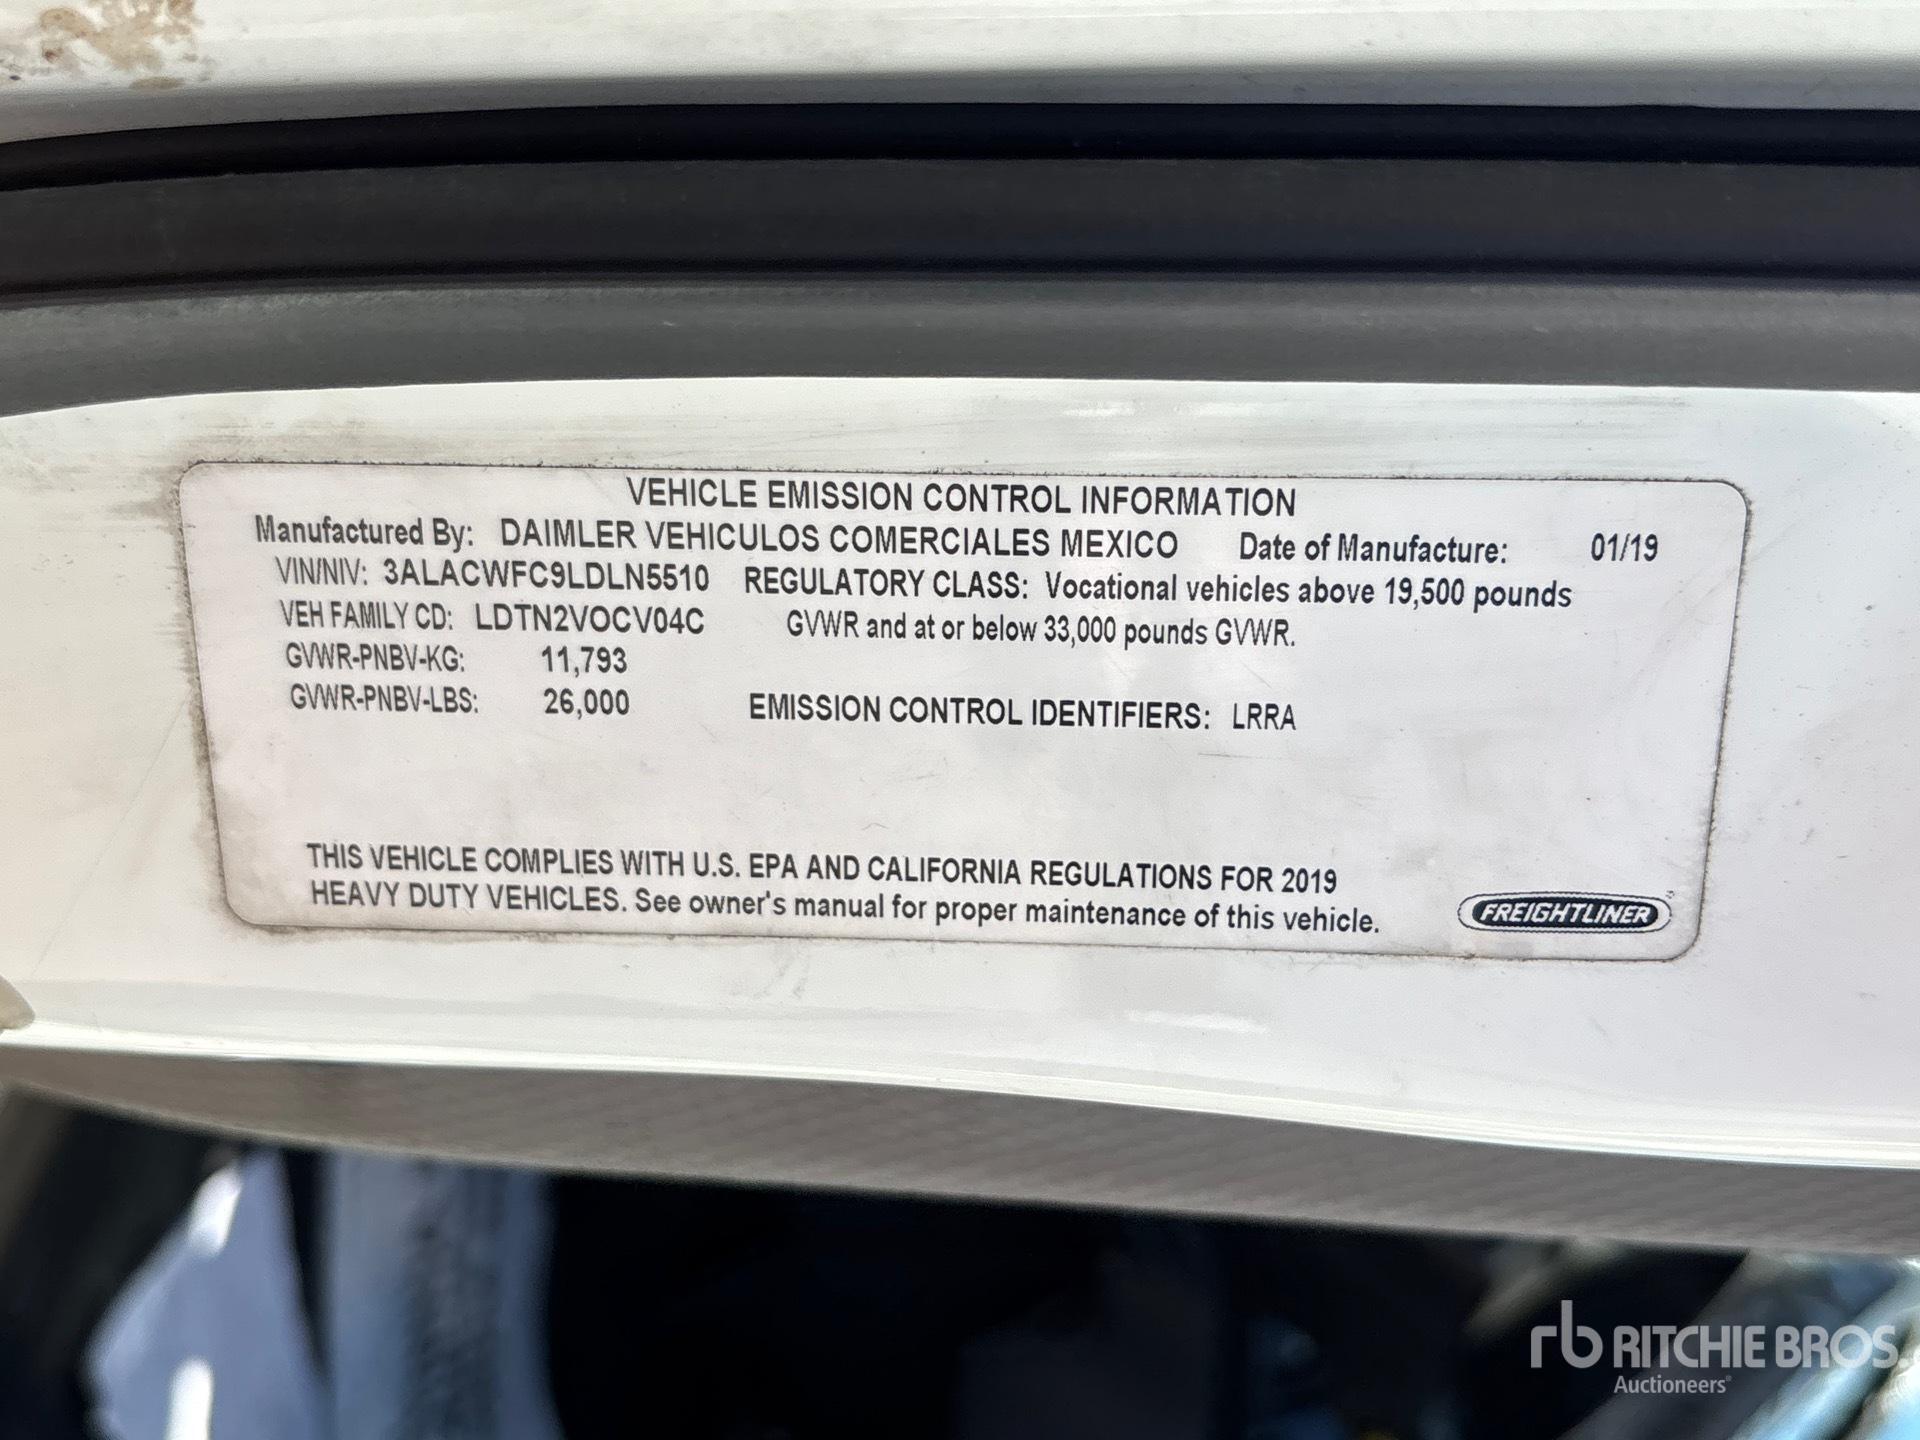 VEHICLE EMISSION CONTROL INFORMATION
Manufactured By: DAIMLER VEHICULOS COMERCIALES MEXICO Date of Manufacture: 01/19
VIN/NIV: 3ALACWFC9LDLN5510 REGULATORY CLASS: Vocational vehicles above 19,500 pounds
VEH FAMILY CD: LDTN2VOCV04C GVWR and at or below 33,000 pounds GVWR.
GVWR-PNBV-KG: 11,793
GVWR-PNBV-LBS: 26,000 EMISSION CONTROL IDENTIFIERS: LRRA
THIS VEHICLE COMPLIES WITH U.S. EPA AND CALIFORNIA REGULATIONS FOR 2019
HEAVY DUTY VEHICLES. See owner's manual for proper maintenance of this vehicle.
FREIGHTLINER
rb RITCHIE BROS.
Auctioneers